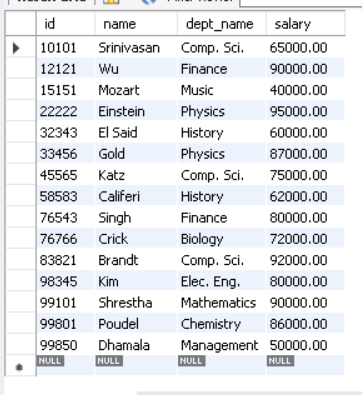 id name dept_name salary
10101 Srinivasan Comp. Sci. 65000.00
12121 Wu Finance 90000.00
15151 Mozart Music 40000.00
22222 Einstein Physics 95000.00
32343 El Said History 60000.00
33456 Gold Physics 87000.00
45565 Katz Comp. Sci. 75000.00
58583 Califeri History 62000.00
76543 Singh Finance 80000.00
76766 Crick Biology 72000.00
83821 Brandt Comp. Sci. 92000.00
98345 Kim Elec. Eng. 80000.00
99101 Shrestha Mathematics 90000.00
99801 Poudel Chemistry 86000.00
99850 Dhamala Management 50000.00
NULL NULL NULL NULL